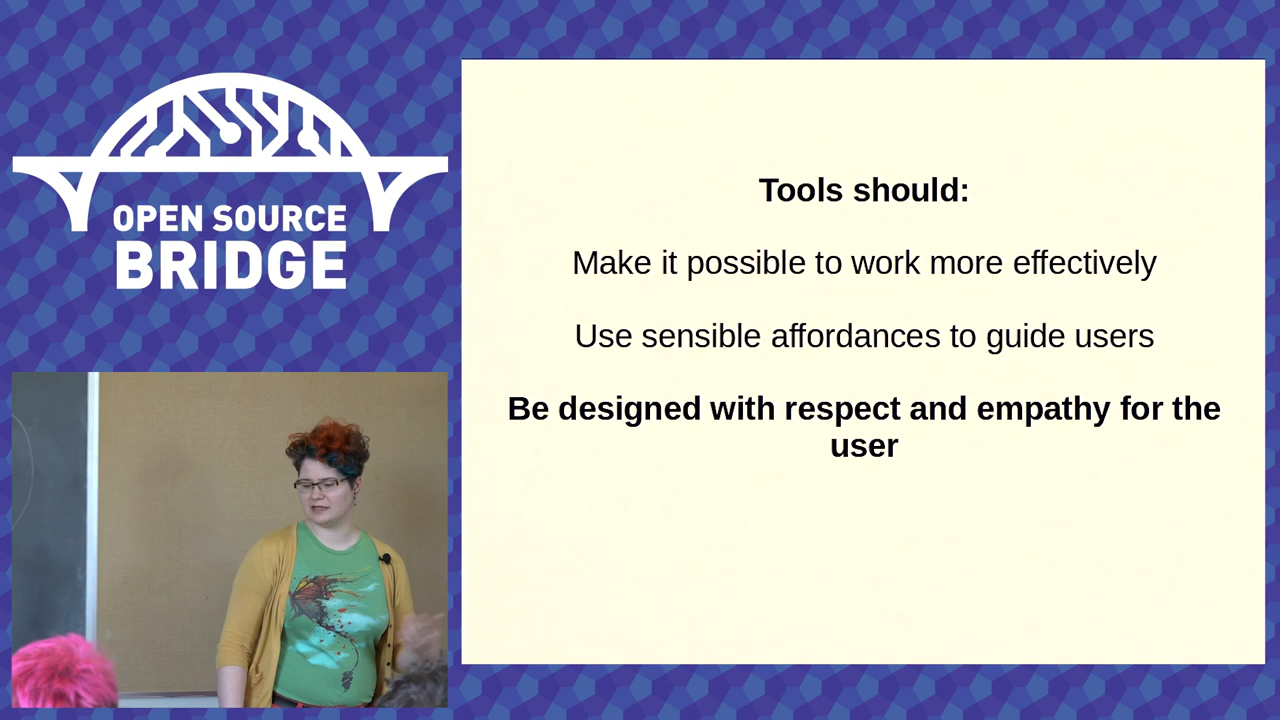 OPEN SOURCE
BRIDGE
Tools should:
Make it possible to work more effectively
Use sensible affordances to guide users
Be designed with respect and empathy for the
user